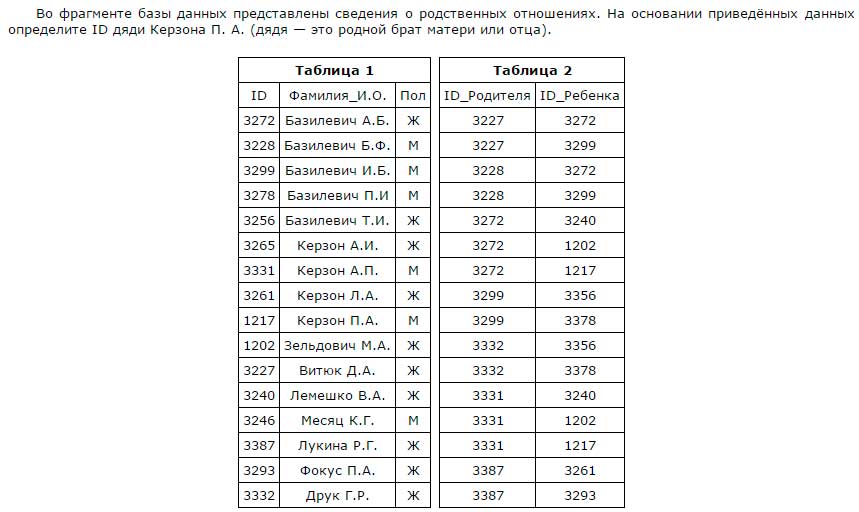 Во фрагменте базы данных представлены сведения о родственных отношениях. На основании приведённых данных
определите ID дяди Керзона П. А. (дядя — это родной брат матери или отца).
Таблица 1
ID Фамилия_И.О. Пол
3272 Базилевич А.Б. Ж
3228 Базилевич Б.Ф. М
3299 Базилевич И.Б. М
3278 Базилевич П.И М
3256 Базилевич Т.И. Ж
3265 Керзон А.И. Ж
3331 Керзон А.П. М
3261 Керзон Л.А. Ж
1217 Керзон П.А. М
1202 Зельдович М.А. Ж
3227 Витюк Д.А. Ж
3240 Лемешко В.А. Ж
3246 Месяц К.Г. М
3387 Лукина Р.Г. Ж
3293 Фокус П.А. Ж
3332 Друк Г.Р. Ж
Таблица 2
ID_Родителя ID_Ребенка
3227 3272
3227 3299
3228 3272
3228 3299
3272 3240
3272 1202
3272 1217
3299 3356
3299 3378
3332 3356
3332 3378
3331 3240
3331 1202
3331 1217
3387 3261
3387 3293